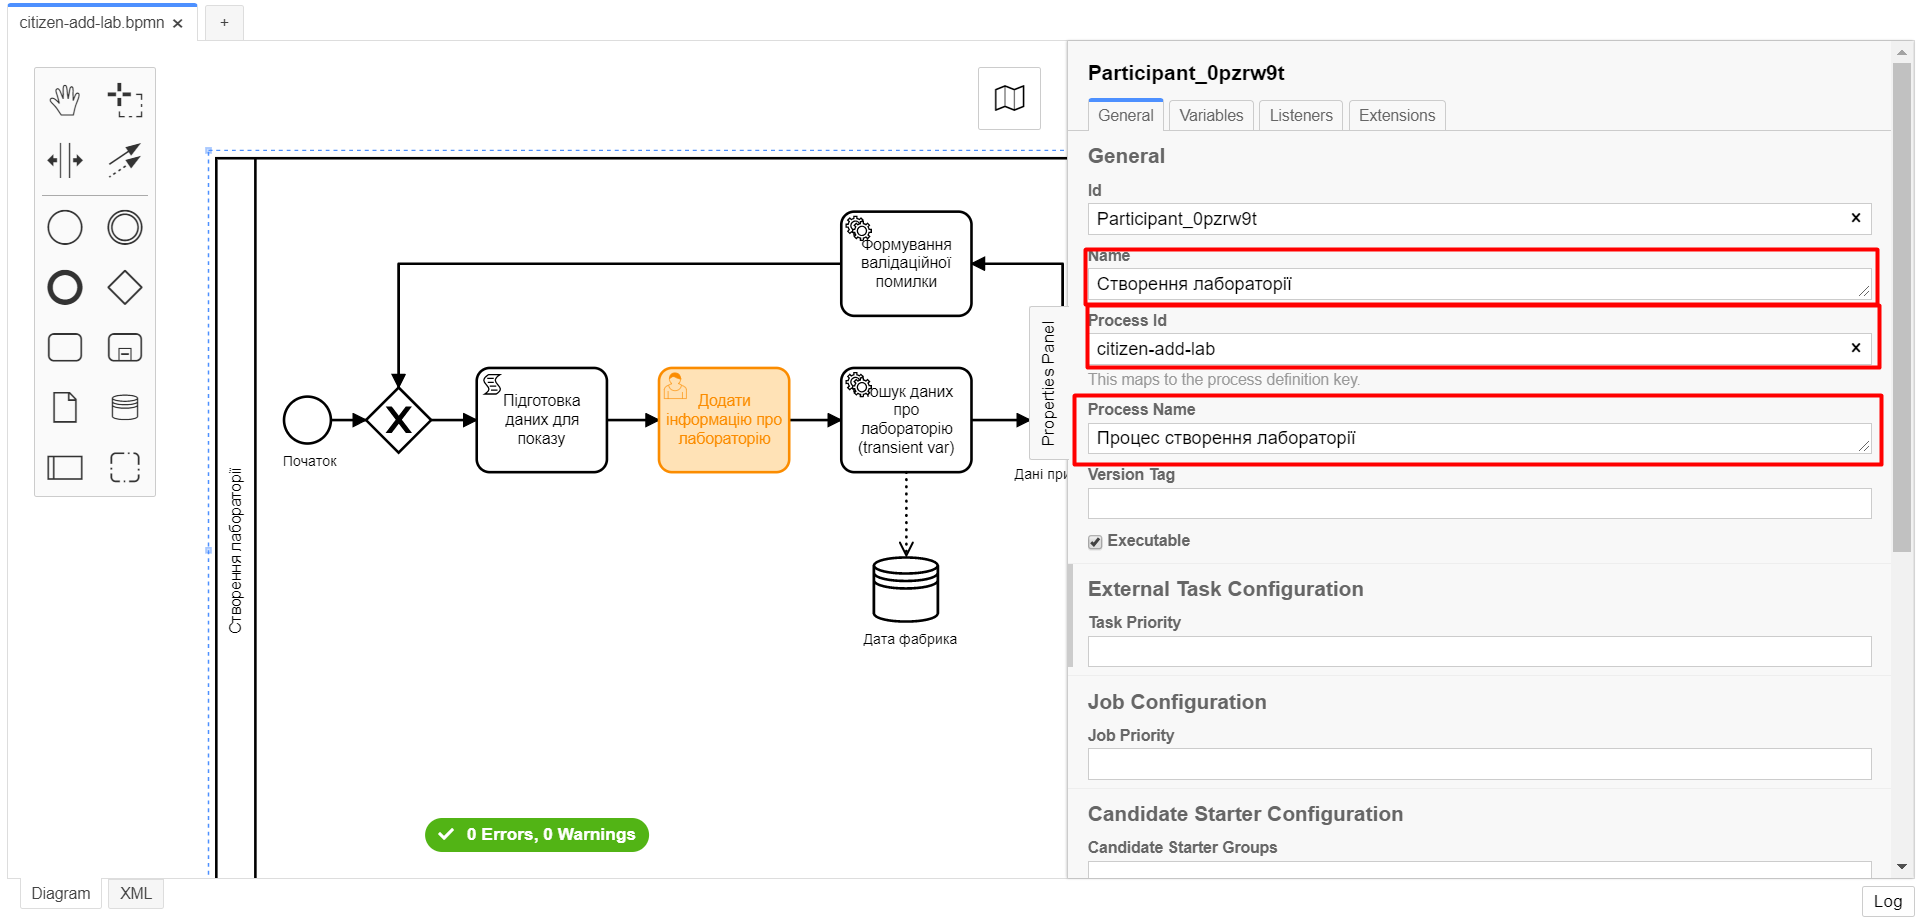 citizen-add-lab.bpmn × +
Participant_0pzrw9t
General Variables Listeners Extensions
General
Id
Participant_0pzrw9t ×
Name
Створення лабораторії
Process Id
citizen-add-lab ×
This maps to the process definition key.
Process Name
Процес створення лабораторії
Version Tag
Executable
External Task Configuration
Task Priority
Job Configuration
Job Priority
Candidate Starter Configuration
Candidate Starter Groups
Properties Panel
Створення лабораторії
Формування
валідаційної
помилки
Початок
Підготовка
даних для
показу
Додати
інформацію про
лабораторію
ошук даних
про
лабораторію
(transient var)
Дані при
Дата фабрика
0 Errors, 0 Warnings
Diagram XML
Log